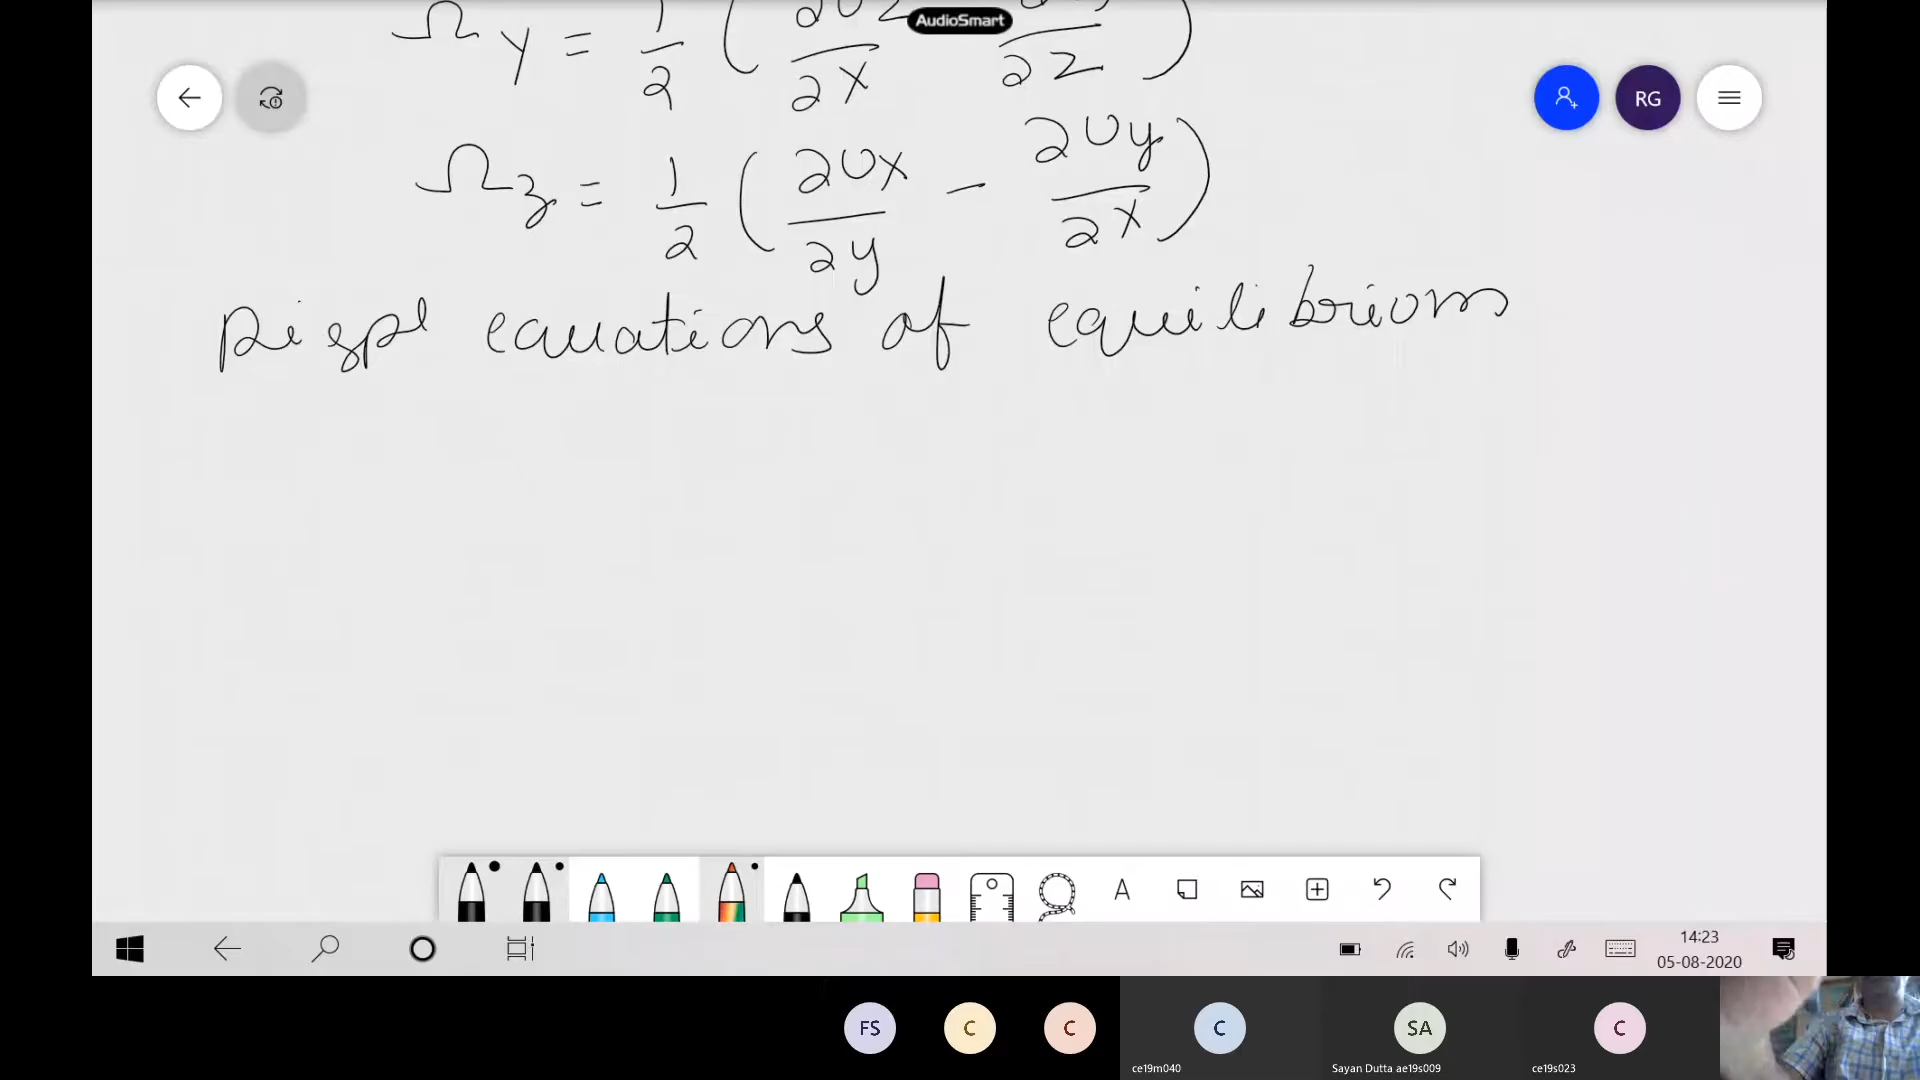 AudioSmart
Ω y = 1/2 ( ∂Uz/∂x ∂z )
RG
Ωz = 1/2 ( ∂Ux/∂y - ∂Uy/∂x )
Displ equations of equilibrium
A
14:23
05-08-2020
FS C C C SA C
ce19m040 Sayan Dutta ae19s009 ce19s023